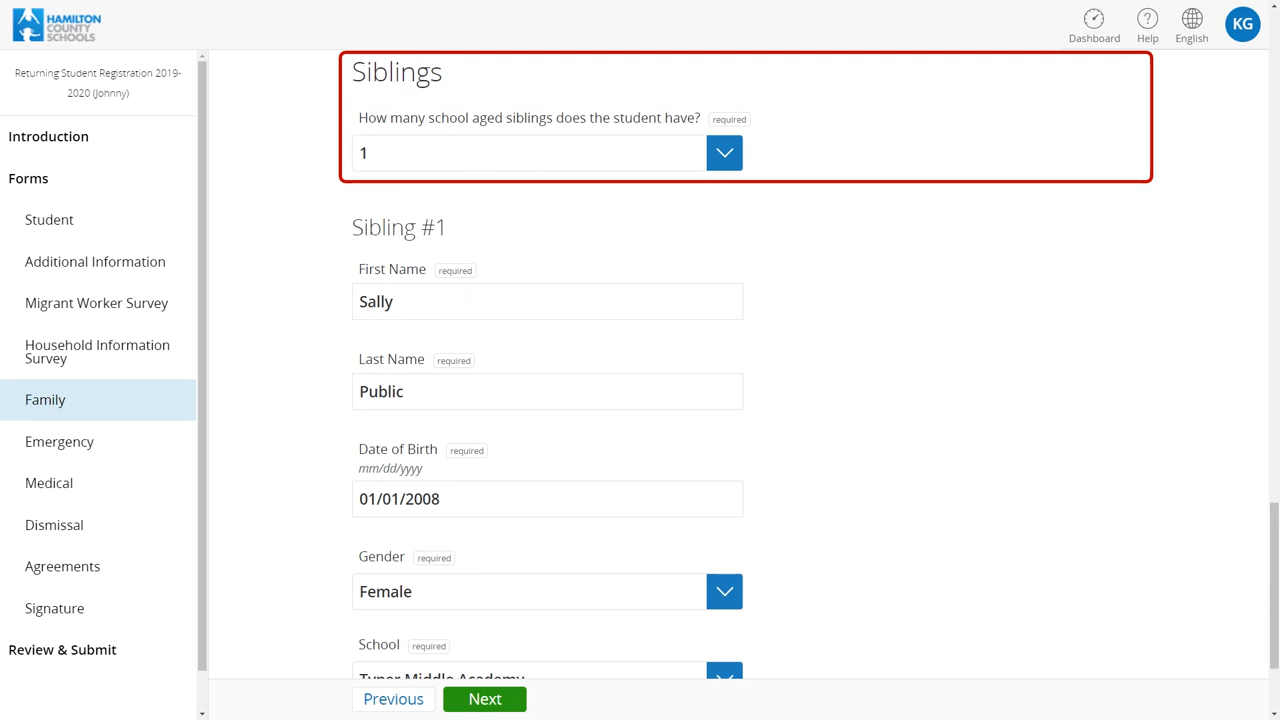 HAMILTON
COUNTY
SCHOOLS
Dashboard
Help
English
KG
Returning Student Registration 2019-
2020 (Johnny)
Introduction
Forms
Student
Additional Information
Migrant Worker Survey
Household Information
Survey
Family
Emergency
Medical
Dismissal
Agreements
Signature
Review & Submit
Siblings
How many school aged siblings does the student have? required
1
Sibling #1
First Name required
Sally
Last Name required
Public
Date of Birth required
mm/dd/yyyy
01/01/2008
Gender required
Female
School required
Tyner Middle Academy
Previous
Next